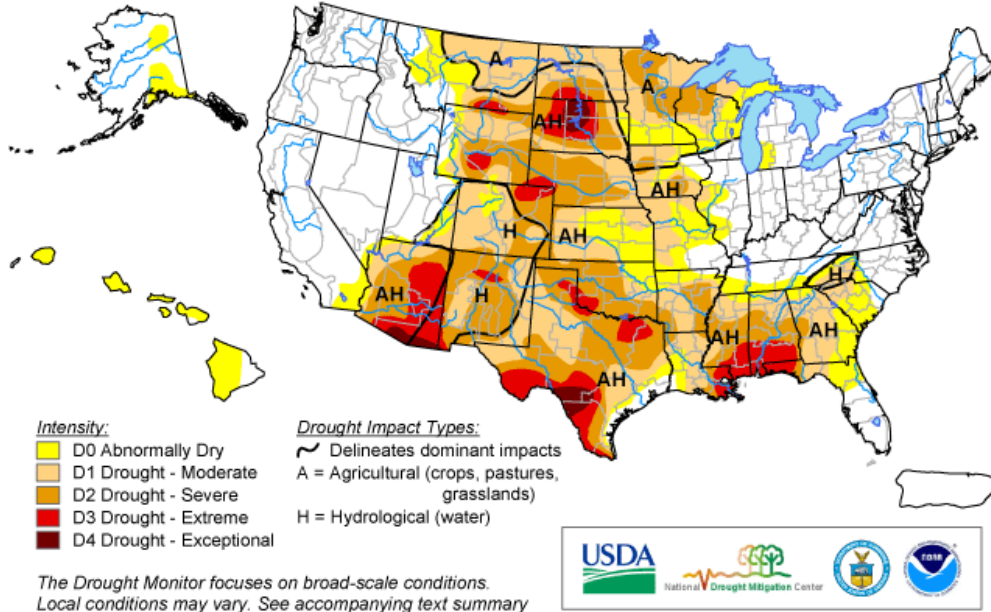 A
A
AH
AH
H
AH
AH
H
AH
AH
AH
H
Intensity:
D0 Abnormally Dry
D1 Drought - Moderate
D2 Drought - Severe
D3 Drought - Extreme
D4 Drought - Exceptional
Drought Impact Types:
Delineates dominant impacts
A = Agricultural (crops, pastures,
grasslands)
H = Hydrological (water)
The Drought Monitor focuses on broad-scale conditions.
Local conditions may vary. See accompanying text summary
USDA
National Drought Mitigation Center